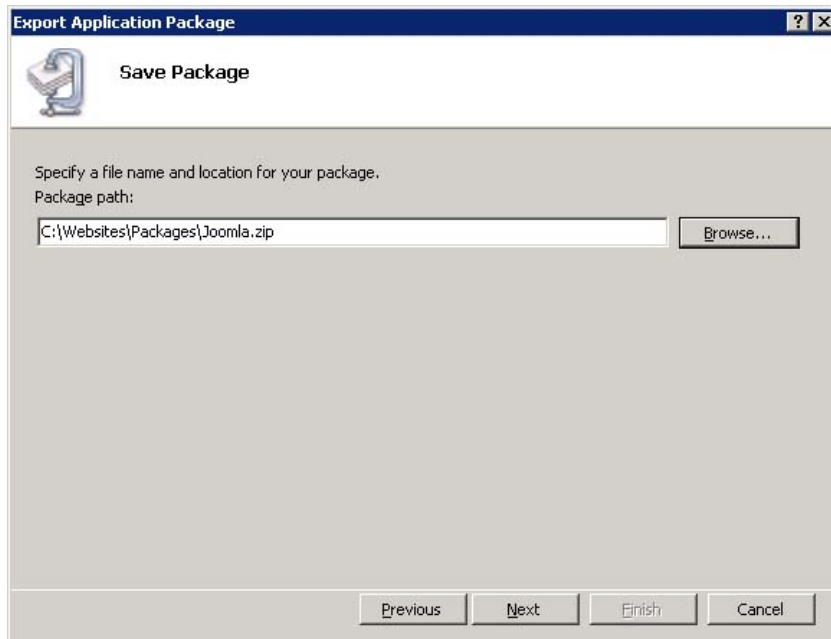 Export Application Package
Save Package
Specify a file name and location for your package.
Package path:
C:\Websites\Packages\Joomla.zip
Browse...
Previous
Next
Finish
Cancel